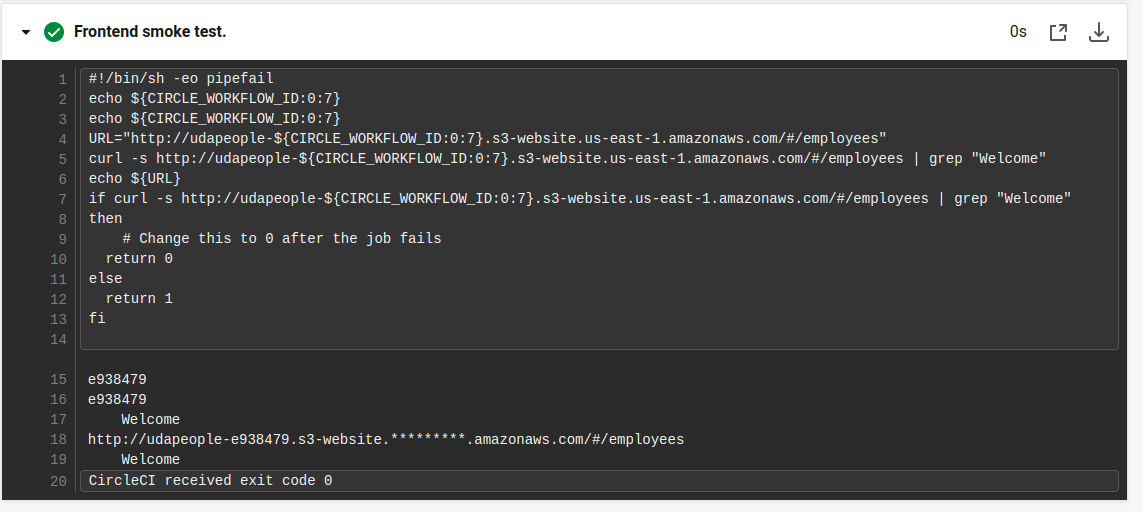 Frontend smoke test.
0s
1 #!/bin/sh -eo pipefail
2 echo ${CIRCLE_WORKFLOW_ID:0:7}
3 echo ${CIRCLE_WORKFLOW_ID:0:7}
4 URL="http://udapeople-${CIRCLE_WORKFLOW_ID:0:7}.s3-website.us-east-1.amazonaws.com/#/employees"
5 curl -s http://udapeople-${CIRCLE_WORKFLOW_ID:0:7}.s3-website.us-east-1.amazonaws.com/#/employees | grep "Welcome"
6 echo ${URL}
7 if curl -s http://udapeople-${CIRCLE_WORKFLOW_ID:0:7}.s3-website.us-east-1.amazonaws.com/#/employees | grep "Welcome"
8 then
9     # Change this to 0 after the job fails
10   return 0
11 else
12   return 1
13 fi
14
15 e938479
16 e938479
17     Welcome
18 http://udapeople-e938479.s3-website.*********.amazonaws.com/#/employees
19     Welcome
20 CircleCI received exit code 0